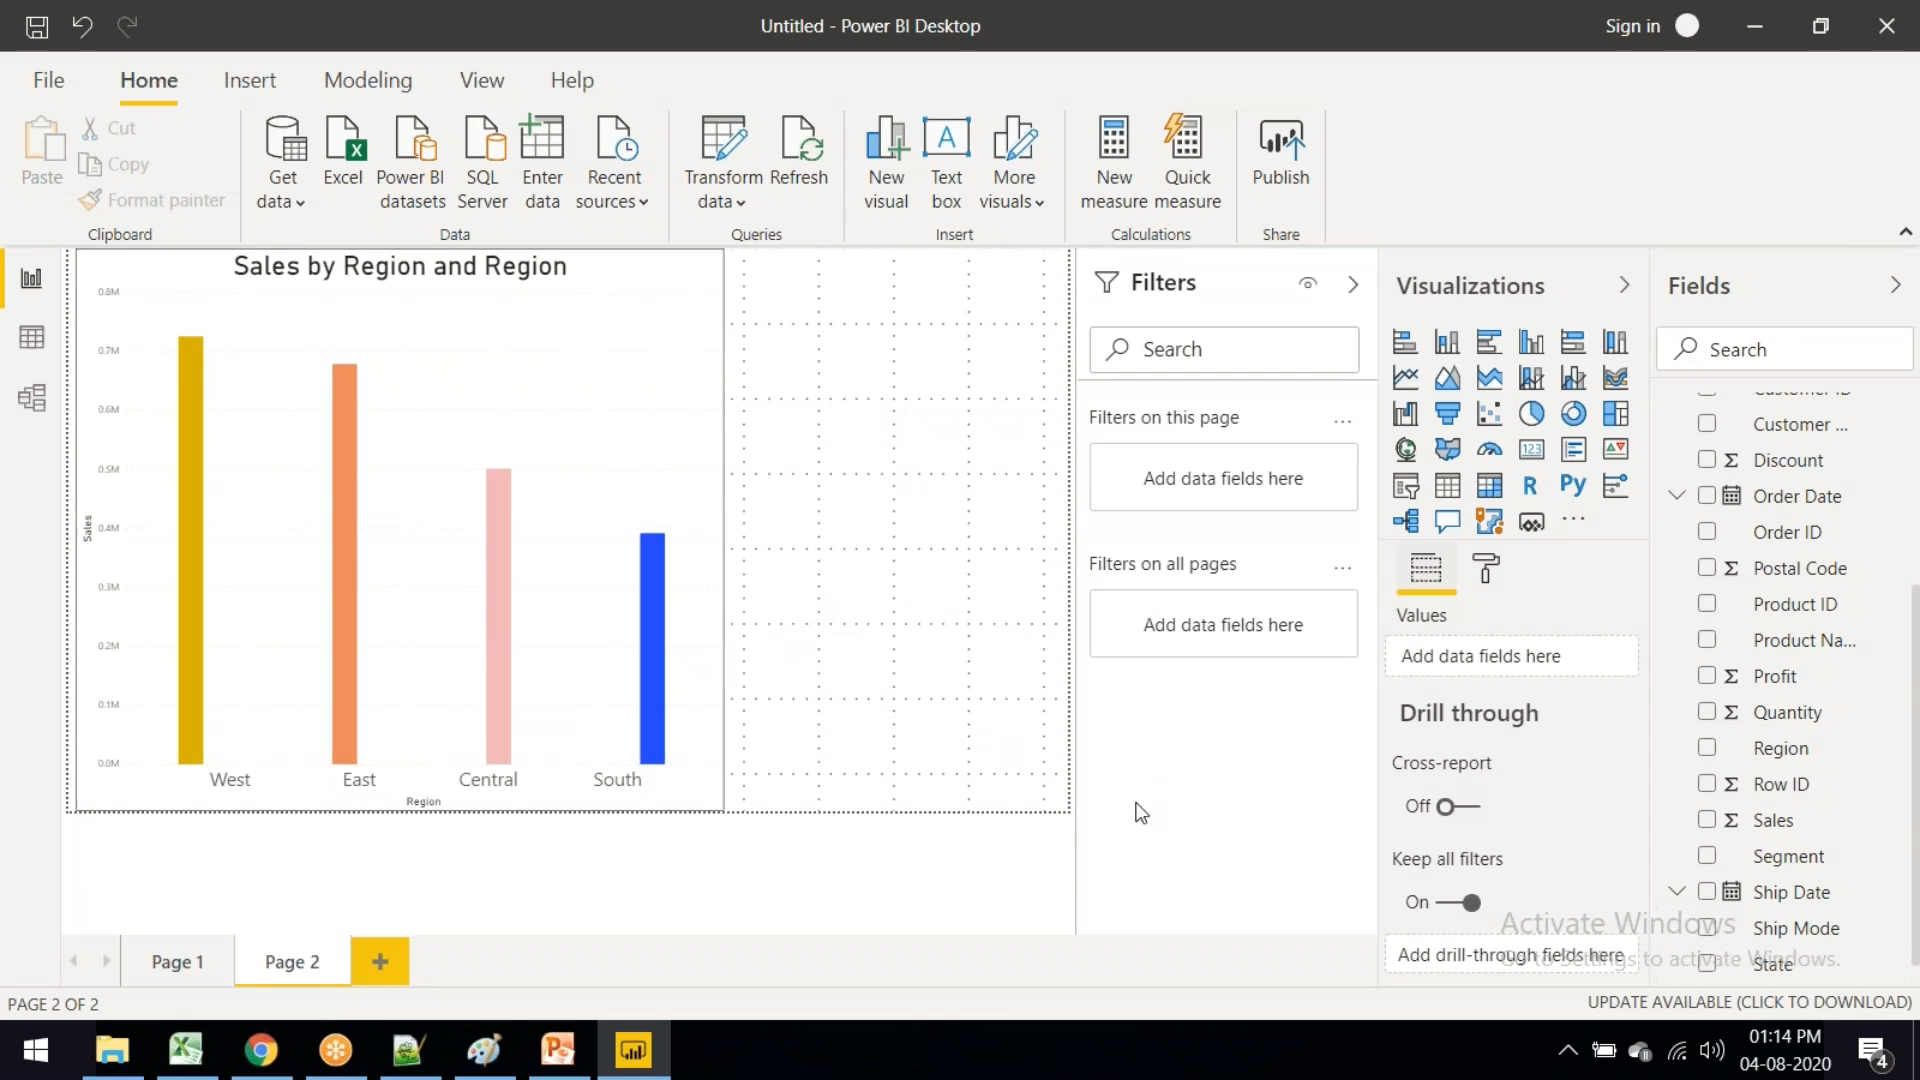 Untitled - Power BI Desktop
Sign in
File
Home
Insert
Modeling
View
Help
Paste
Cut
Copy
Format painter
Clipboard
Get data
Excel
Power BI datasets
SQL Server
Enter data
Recent sources
Data
Transform data
Refresh
Queries
New visual
Text box
More visuals
Insert
New measure
Quick measure
Calculations
Publish
Share
Sales by Region and Region
0.8M
0.7M
0.6M
0.5M
0.4M
0.3M
0.2M
0.1M
0.0M
Sales
West
East
Central
South
Region
Filters
Search
Filters on this page
...
Add data fields here
Filters on all pages
...
Add data fields here
Visualizations
123
R
Py
...
Values
Add data fields here
Drill through
Cross-report
Off
Keep all filters
On
Add drill-through fields here
Fields
Search
Customer ...
Discount
Order Date
Order ID
Postal Code
Product ID
Product Na...
Profit
Quantity
Region
Row ID
Sales
Segment
Ship Date
Ship Mode
State
Activate Windows
Go to Settings to activate Windows.
Page 1
Page 2
PAGE 2 OF 2
UPDATE AVAILABLE (CLICK TO DOWNLOAD)
01:14 PM
04-08-2020
4